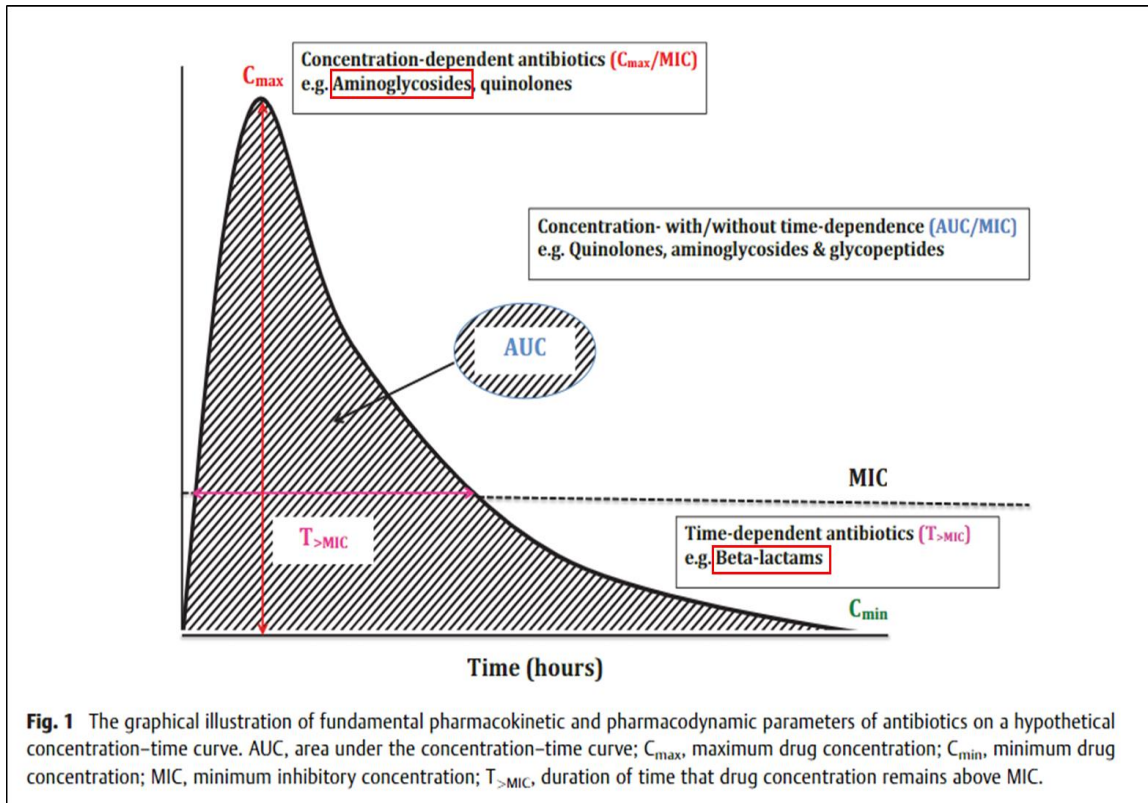 Concentration-dependent antibiotics (Cmax/MIC)
e.g. Aminoglycosides, quinolones
Cmax
Concentration- with/without time-dependence (AUC/MIC)
e.g. Quinolones, aminoglycosides & glycopeptides
AUC
MIC
T>MIC
Time-dependent antibiotics (T>MIC)
e.g. Beta-lactams
Cmin
Time (hours)
Fig. 1 The graphical illustration of fundamental pharmacokinetic and pharmacodynamic parameters of antibiotics on a hypothetical
concentration–time curve. AUC, area under the concentration–time curve; Cmax, maximum drug concentration; Cmin, minimum drug
concentration; MIC, minimum inhibitory concentration; T>MIC, duration of time that drug concentration remains above MIC.